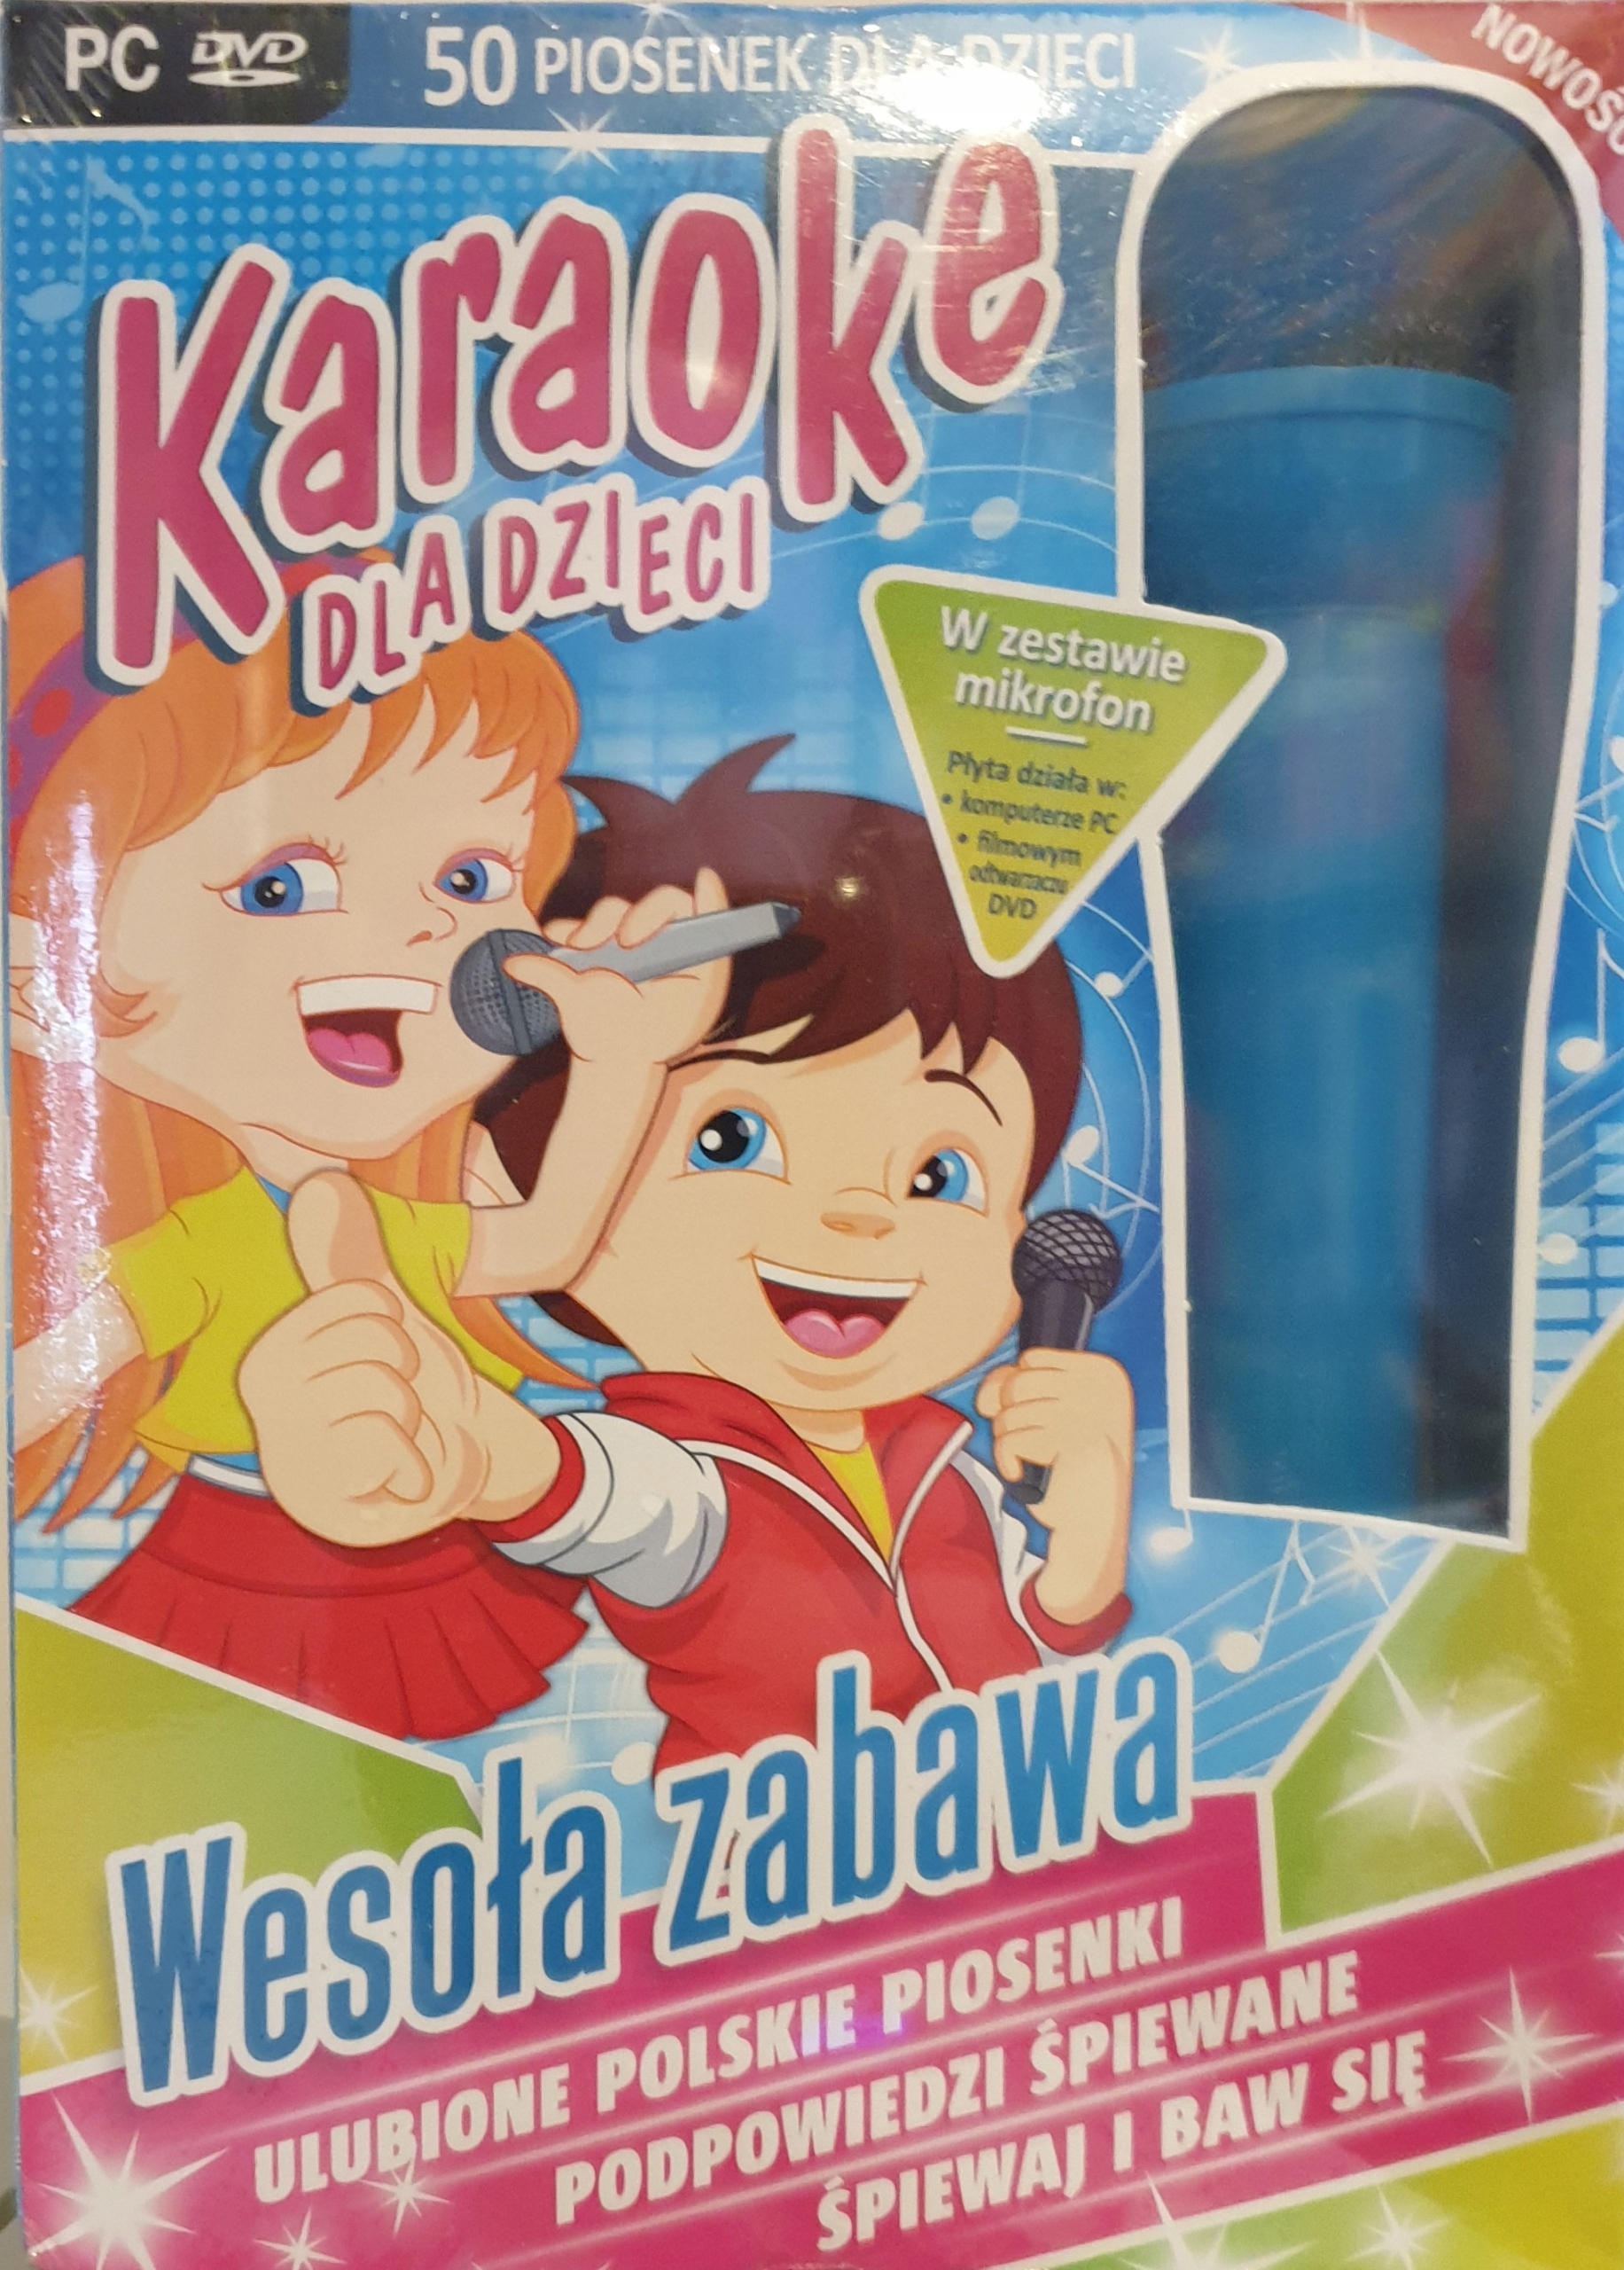 PC DVD
50 PIOSENEK DLA DZIECI
NOWOŚĆ
Karaoke
DLA DZIECI
W zestawie
mikrofon
Płyta działa w:
• komputerze PC
• filmowym
odtwarzaczu
DVD
Wesoła zabawa
ULUBIONE POLSKIE PIOSENKI
PODPOWIEDZI ŚPIEWANE
ŚPIEWAJ I BAW SIĘ